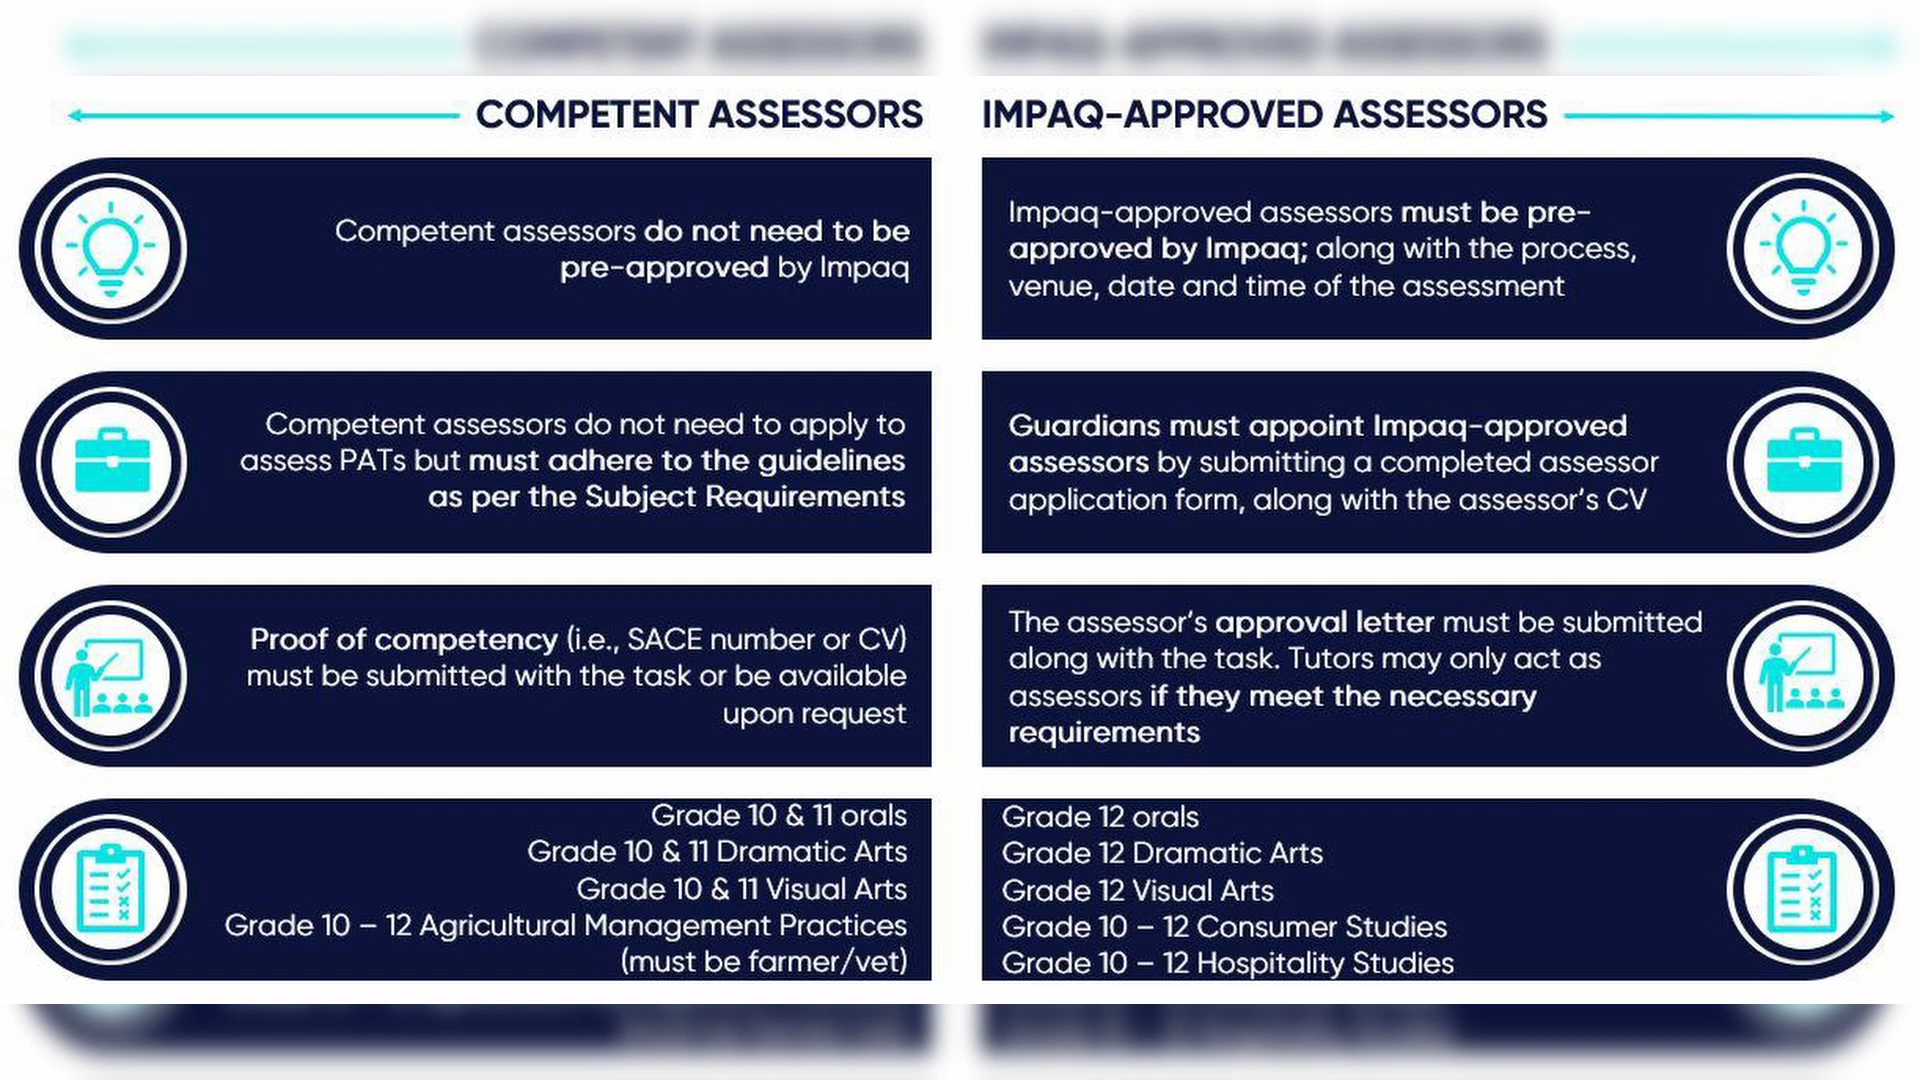 COMPETENT ASSESSORS
Competent assessors do not need to be
pre-approved by Impaq
Competent assessors do not need to apply to
assess PATs but must adhere to the guidelines
as per the Subject Requirements
Proof of competency (i.e., SACE number or CV)
must be submitted with the task or be available
upon request
Grade 10 & 11 orals
Grade 10 & 11 Dramatic Arts
Grade 10 & 11 Visual Arts
Grade 10 – 12 Agricultural Management Practices
(must be farmer/vet)
IMPAQ-APPROVED ASSESSORS
Impaq-approved assessors must be pre-
approved by Impaq; along with the process,
venue, date and time of the assessment
Guardians must appoint Impaq-approved
assessors by submitting a completed assessor
application form, along with the assessor’s CV
The assessor’s approval letter must be submitted
along with the task. Tutors may only act as
assessors if they meet the necessary
requirements
Grade 12 orals
Grade 12 Dramatic Arts
Grade 12 Visual Arts
Grade 10 – 12 Consumer Studies
Grade 10 – 12 Hospitality Studies